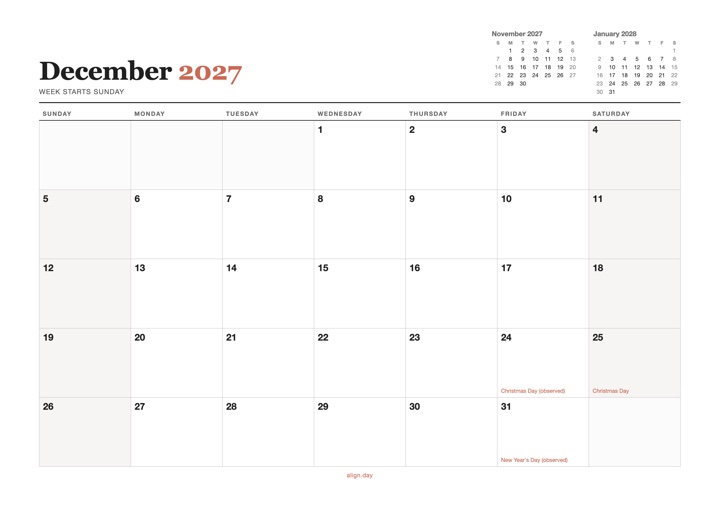 December 2027
WEEK STARTS SUNDAY
November 2027
S M T W T F S
1 2 3 4 5 6
7 8 9 10 11 12 13
14 15 16 17 18 19 20
21 22 23 24 25 26 27
28 29 30
January 2028
S M T W T F S
1
2 3 4 5 6 7 8
9 10 11 12 13 14 15
16 17 18 19 20 21 22
23 24 25 26 27 28 29
30 31
SUNDAY MONDAY TUESDAY WEDNESDAY THURSDAY FRIDAY SATURDAY
1 2 3 4
5 6 7 8 9 10 11
12 13 14 15 16 17 18
19 20 21 22 23 24 25
Christmas Day (observed) Christmas Day
26 27 28 29 30 31
New Year's Day (observed)
align.day